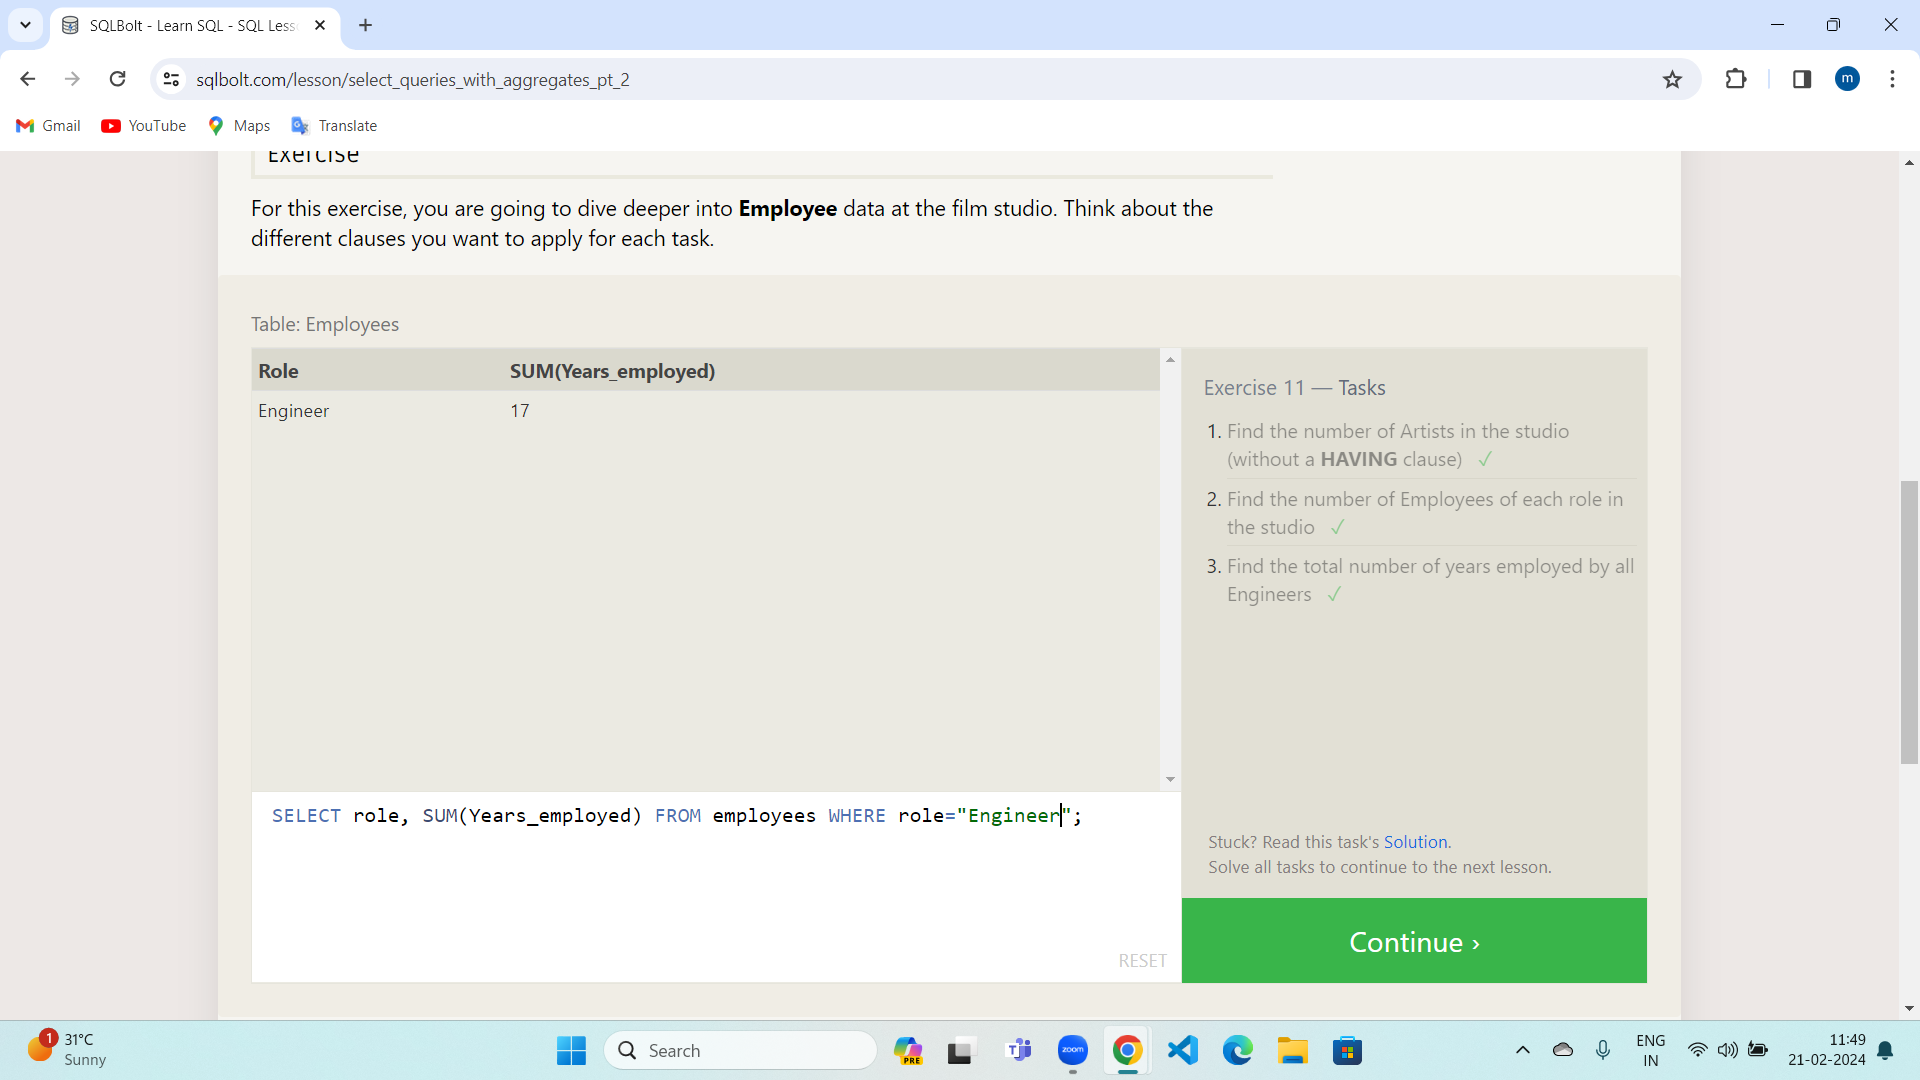 SQLBolt - Learn SQL - SQL Less
sqlbolt.com/lesson/select_queries_with_aggregates_pt_2
m
Gmail
YouTube
Maps
Translate
Exercise
For this exercise, you are going to dive deeper into Employee data at the film studio. Think about the
different clauses you want to apply for each task.
Table: Employees
Role SUM(Years_employed)
Engineer 17
Exercise 11 — Tasks
1. Find the number of Artists in the studio
(without a HAVING clause) ✓
2. Find the number of Employees of each role in
the studio ✓
3. Find the total number of years employed by all
Engineers ✓
SELECT role, SUM(Years_employed) FROM employees WHERE role="Engineer";
RESET
Stuck? Read this task's Solution.
Solve all tasks to continue to the next lesson.
Continue ›
1
31°C
Sunny
Search
PRE
zoom
ENG
IN
11:49
21-02-2024